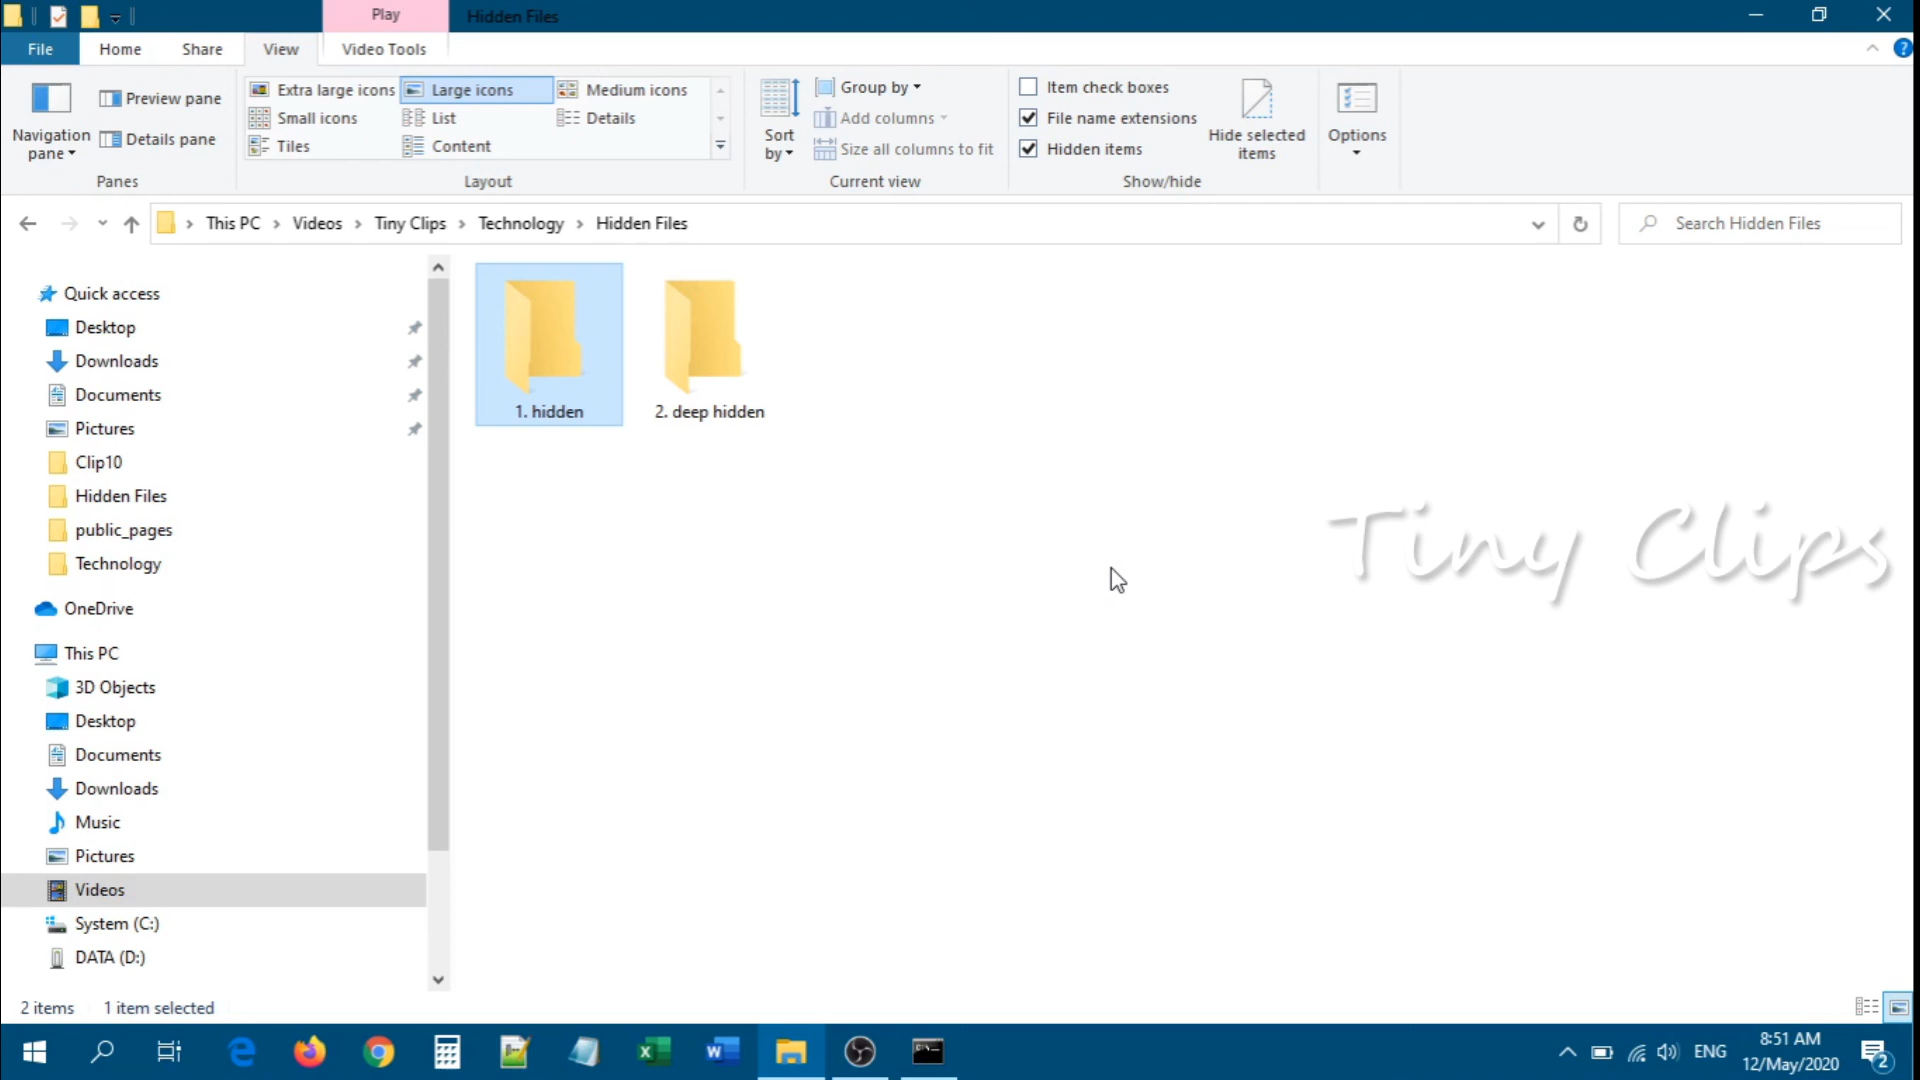 Play
Hidden Files
File
Home
Share
View
Video Tools
Navigation
pane
Preview pane
Details pane
Panes
Extra large icons
Large icons
Medium icons
Small icons
List
Details
Tiles
Content
Layout
Sort
by
Group by
Add columns
Size all columns to fit
Current view
Item check boxes
File name extensions
Hidden items
Hide selected
items
Show/hide
Options
This PC > Videos > Tiny Clips > Technology > Hidden Files
Search Hidden Files
Quick access
Desktop
Downloads
Documents
Pictures
Clip10
Hidden Files
public_pages
Technology
OneDrive
This PC
3D Objects
Desktop
Documents
Downloads
Music
Pictures
Videos
System (C:)
DATA (D:)
1. hidden
2. deep hidden
Tiny Clips
2 items
1 item selected
ENG
8:51 AM
12/May/2020
2